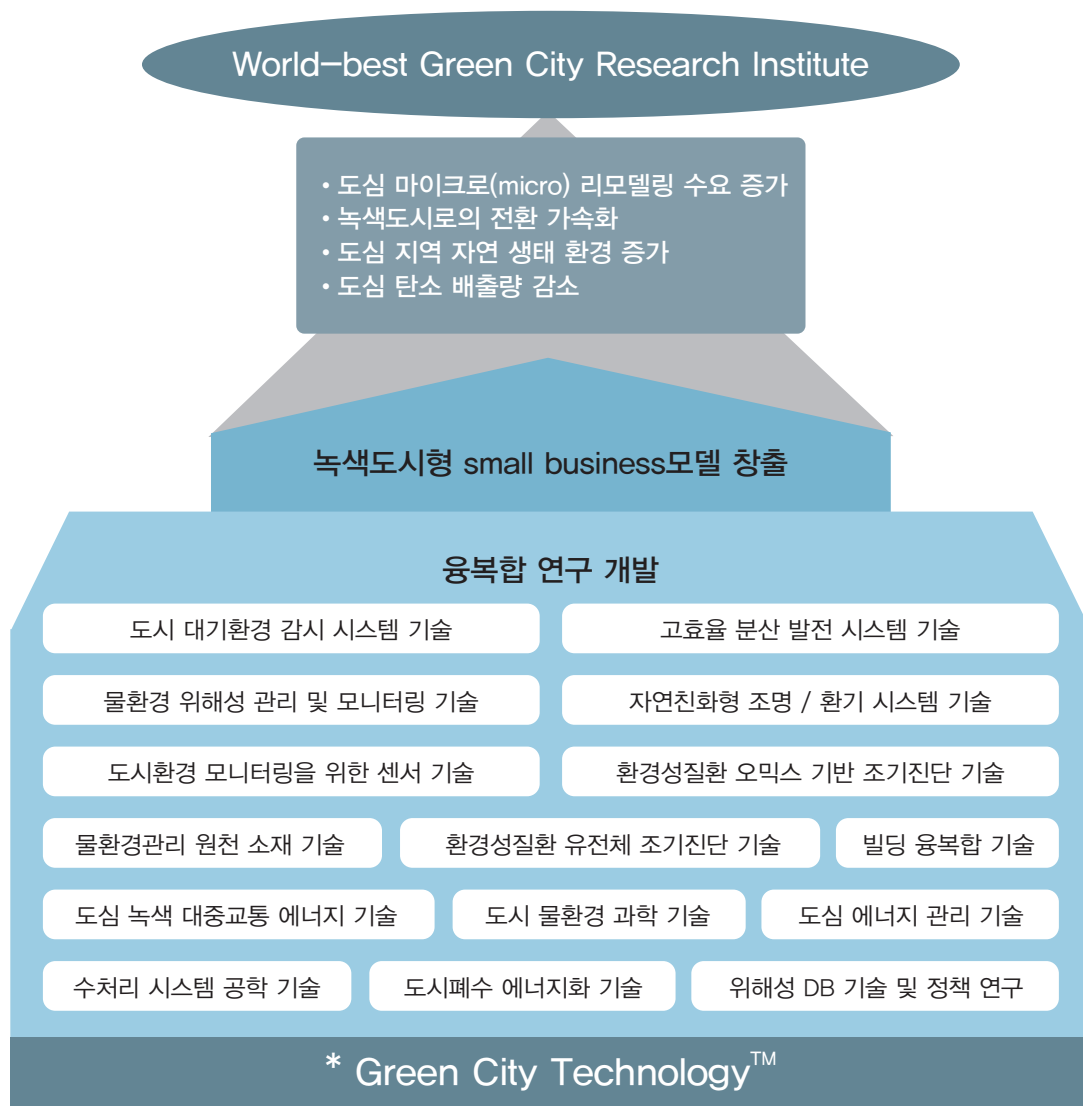 World-best Green City Research Institute
• 도심 마이크로(micro) 리모델링 수요 증가
• 녹색도시로의 전환 가속화
• 도심 지역 자연 생태 환경 증가
• 도심 탄소 배출량 감소
녹색도시형 small business모델 창출
융복합 연구 개발
도시 대기환경 감시 시스템 기술
고효율 분산 발전 시스템 기술
물환경 위해성 관리 및 모니터링 기술
자연친화형 조명 / 환기 시스템 기술
도시환경 모니터링을 위한 센서 기술
환경성질환 오믹스 기반 조기진단 기술
물환경관리 원천 소재 기술
환경성질환 유전체 조기진단 기술
빌딩 융복합 기술
도심 녹색 대중교통 에너지 기술
도시 물환경 과학 기술
도심 에너지 관리 기술
수처리 시스템 공학 기술
도시폐수 에너지화 기술
위해성 DB 기술 및 정책 연구
* Green City Technology™